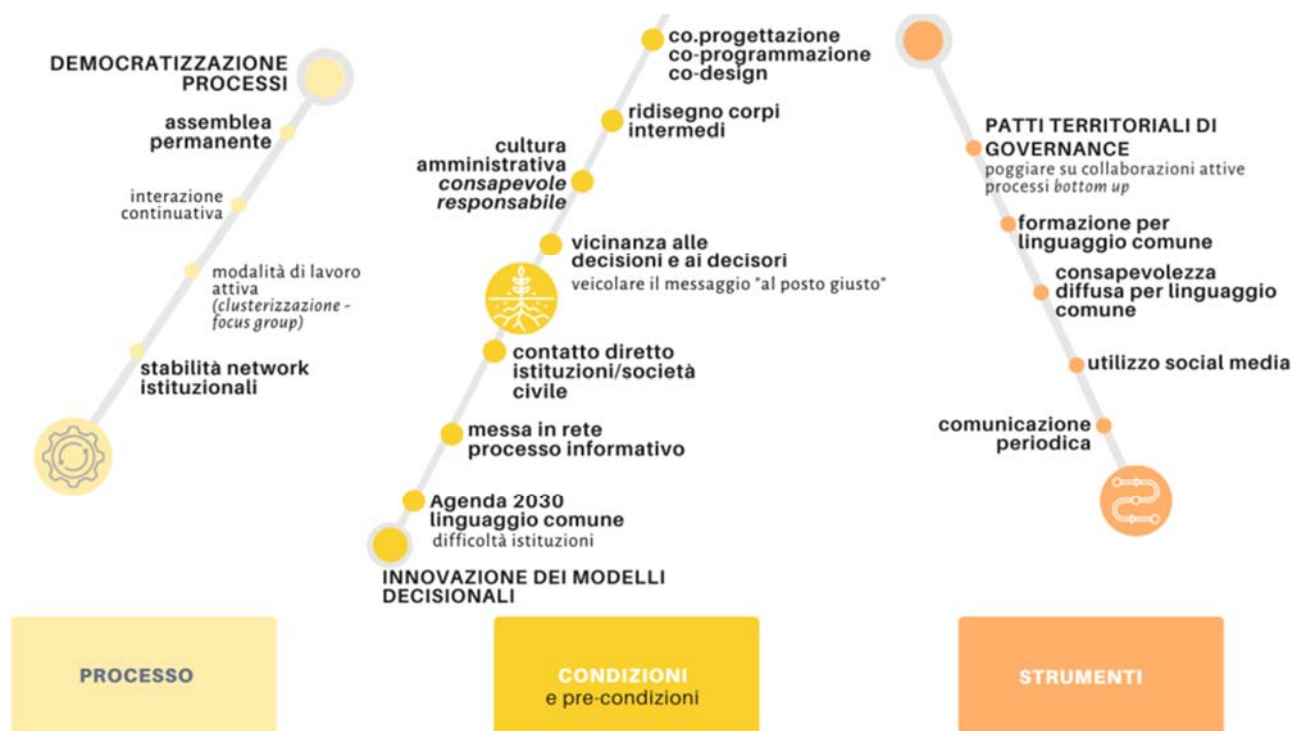 DEMOCRATIZZAZIONE
PROCESSI
assemblea
permanente
interazione
continuativa
modalità di lavoro
attiva
(clusterizzazione -
focus group)
stabilità network
istituzionali
PROCESSO
co.progettazione
co-programmazione
co-design
ridisegno corpi
intermedi
cultura
amministrativa
consapevole
responsabile
vicinanza alle
decisioni e ai decisori
veicolare il messaggio "al posto giusto"
contatto diretto
istituzioni/società
civile
messa in rete
processo informativo
Agenda 2030
linguaggio comune
difficoltà istituzioni
INNOVAZIONE DEI MODELLI
DECISIONALI
CONDIZIONI
e pre-condizioni
PATTI TERRITORIALI DI
GOVERNANCE
poggiare su collaborazioni attive
processi bottom up
formazione per
linguaggio comune
consapevolezza
diffusa per linguaggio
comune
utilizzo social media
comunicazione
periodica
STRUMENTI